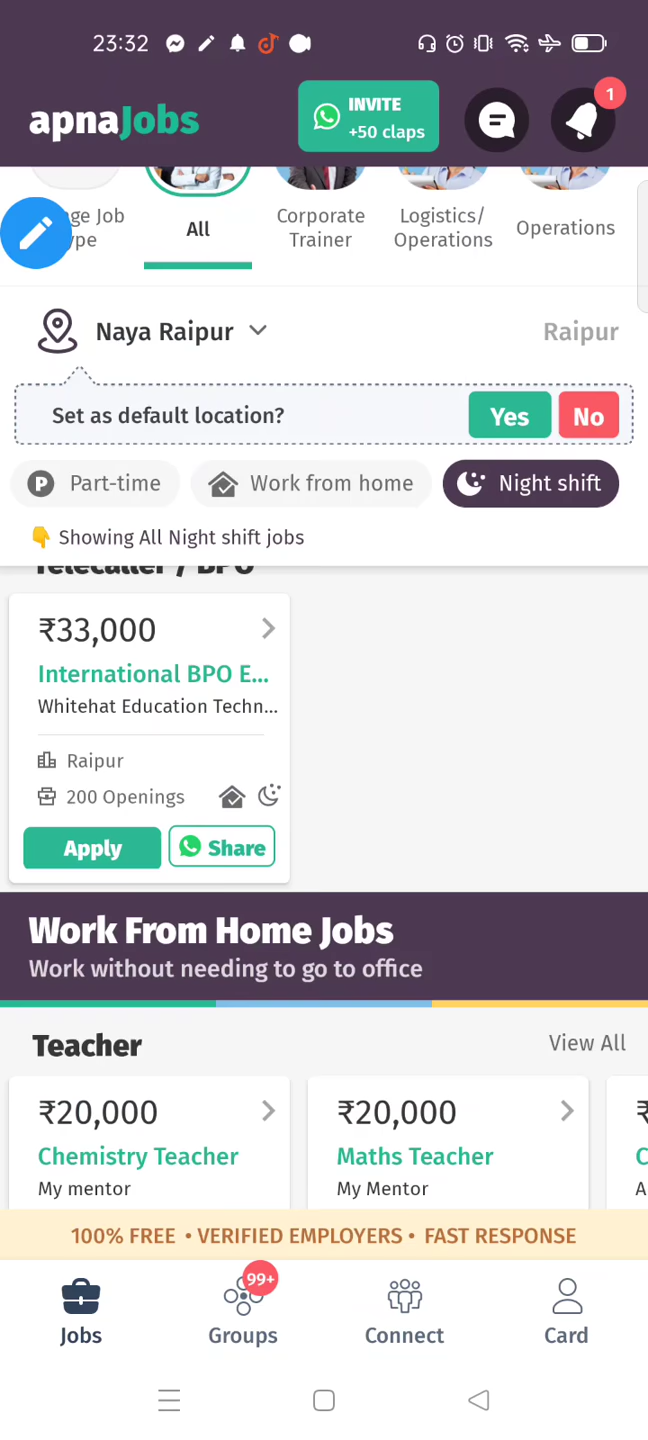 23:32
apnaJobs
INVITE
+50 claps
1
ge Job
ype
All
Corporate
Trainer
Logistics/
Operations
Operations
Naya Raipur
Raipur
Set as default location?
Yes
No
P
Part-time
Work from home
Night shift
👇 Showing All Night shift jobs
Telecaller / BPO
₹33,000
International BPO E...
Whitehat Education Techn...
Raipur
200 Openings
Apply
Share
Work From Home Jobs
Work without needing to go to office
Teacher
View All
₹20,000
Chemistry Teacher
My mentor
₹20,000
Maths Teacher
My Mentor
₹
C
A
100% FREE • VERIFIED EMPLOYERS • FAST RESPONSE
Jobs
99+
Groups
Connect
Card